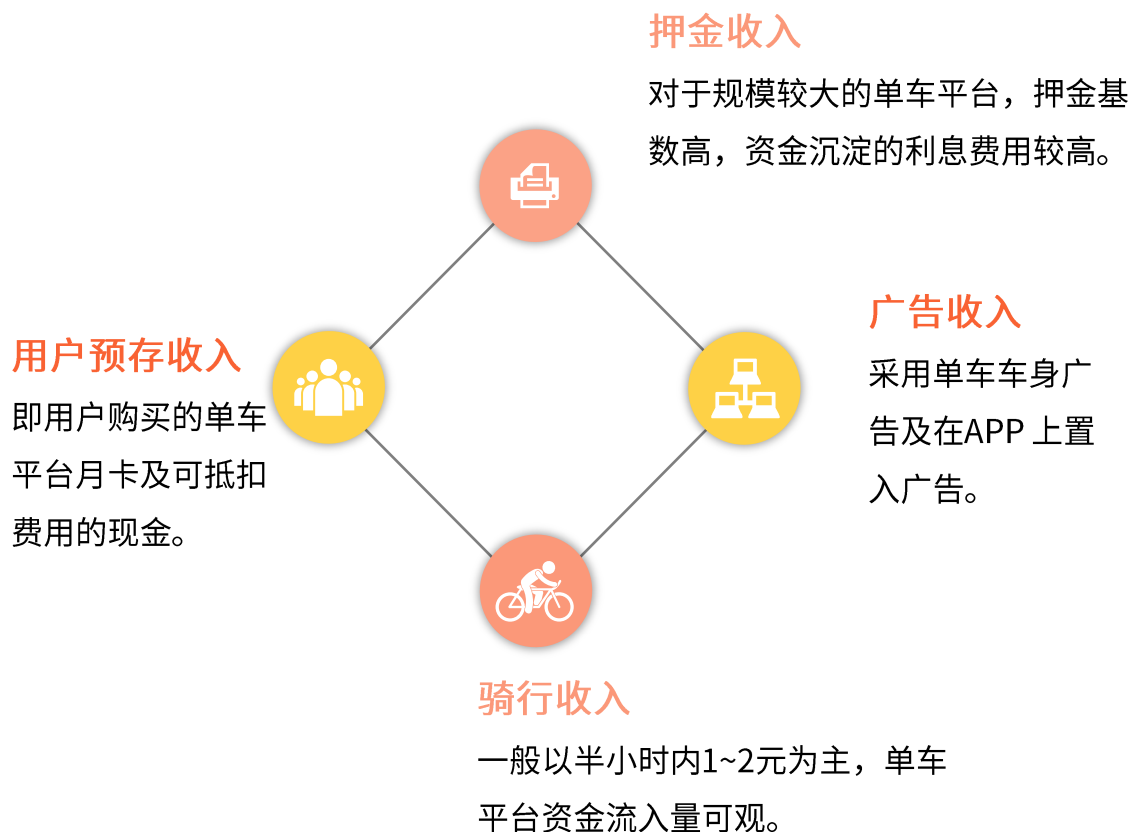 押金收入
对于规模较大的单车平台，押金基
数高，资金沉淀的利息费用较高。
广告收入
采用单车车身广
告及在APP 上置
入广告。
用户预存收入
即用户购买的单车
平台月卡及可抵扣
费用的现金。
骑行收入
一般以半小时内1~2元为主，单车
平台资金流入量可观。